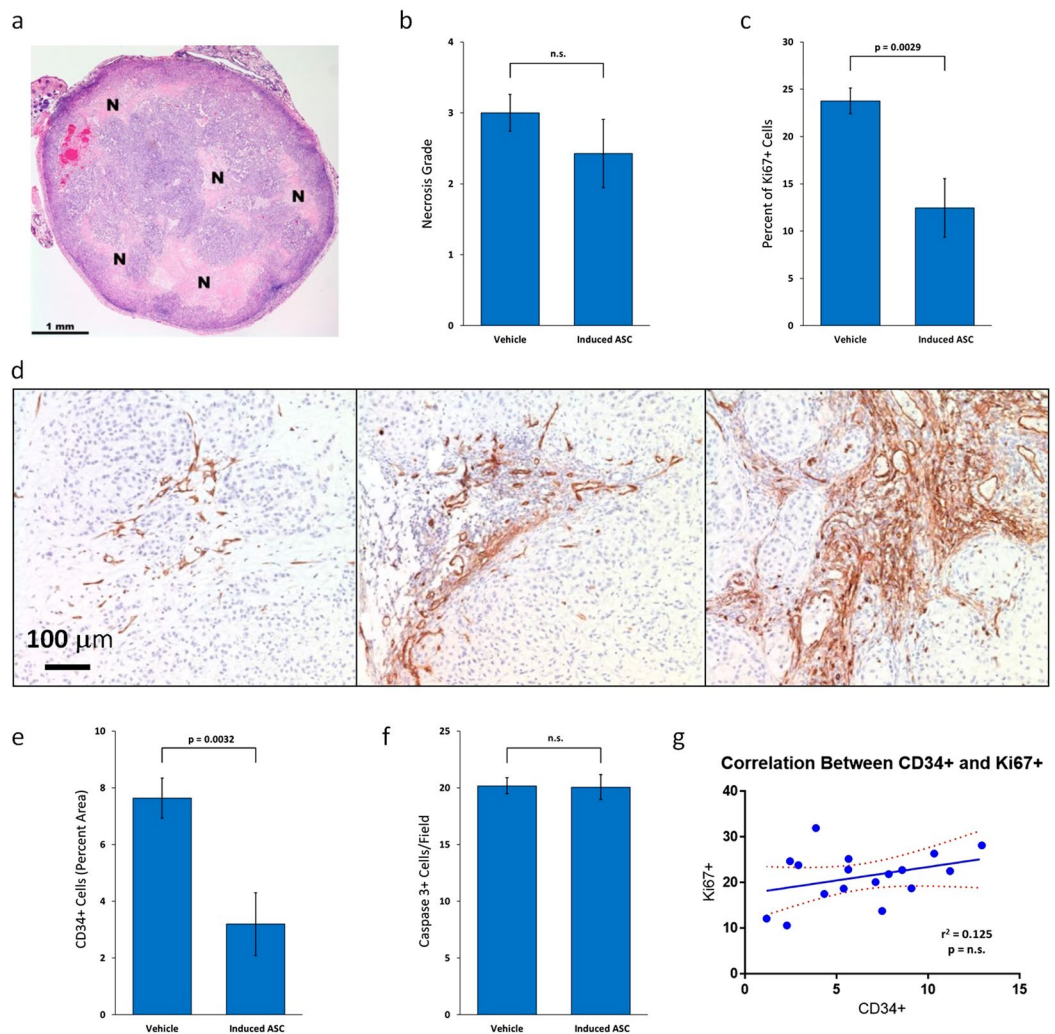 a
N
N
N
N
N
1 mm
b
Necrosis Grade
4
3
2
1
0
n.s.
Vehicle
Induced ASC
c
Percent of Ki67+ Cells
30
25
20
15
10
5
0
p = 0.0029
Vehicle
Induced ASC
d
100 μm
e
CD34+ Cells (Percent Area)
10
8
6
4
2
0
p = 0.0032
Vehicle
Induced ASC
f
Caspase 3+ Cells/Field
25
20
15
10
5
0
n.s.
Vehicle
Induced ASC
g
Correlation Between CD34+ and Ki67+
Ki67+
40
30
20
10
0
r² = 0.125
p = n.s.
0
5
10
15
CD34+